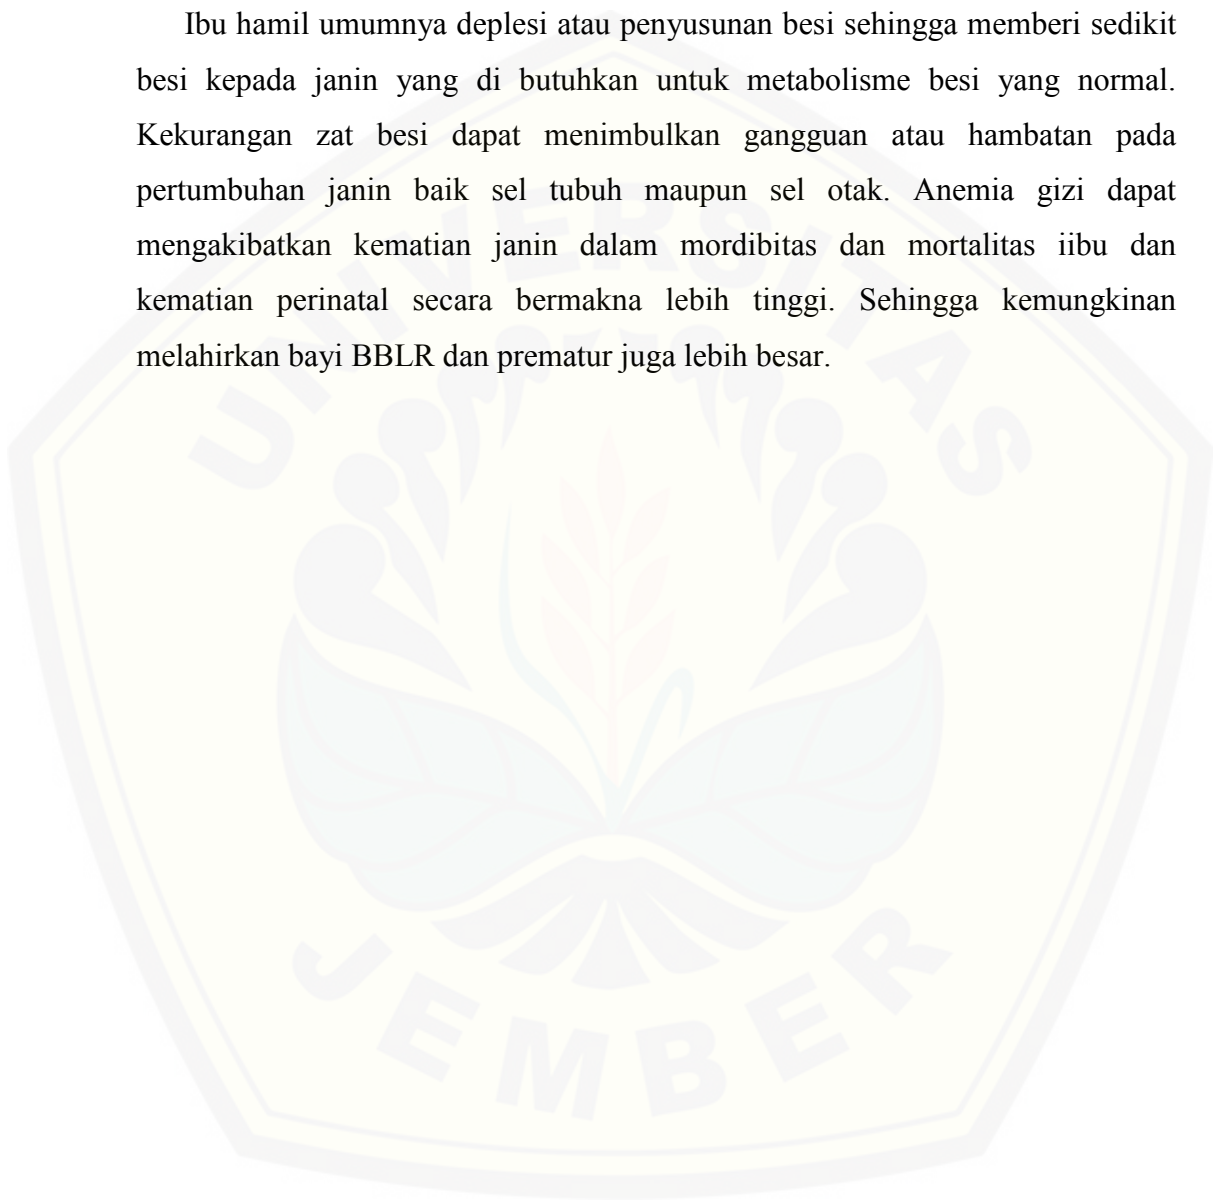 Ibu hamil umumnya deplesi atau penyusunan besi sehingga memberi sedikit
besi kepada janin yang di butuhkan untuk metabolisme besi yang normal.
Kekurangan zat besi dapat menimbulkan gangguan atau hambatan pada
pertumbuhan janin baik sel tubuh maupun sel otak. Anemia gizi dapat
mengakibatkan kematian janin dalam mordibitas dan mortalitas iibu dan
kematian perinatal secara bermakna lebih tinggi. Sehingga kemungkinan
melahirkan bayi BBLR dan prematur juga lebih besar.
UNIVERSITAS
JEMBER